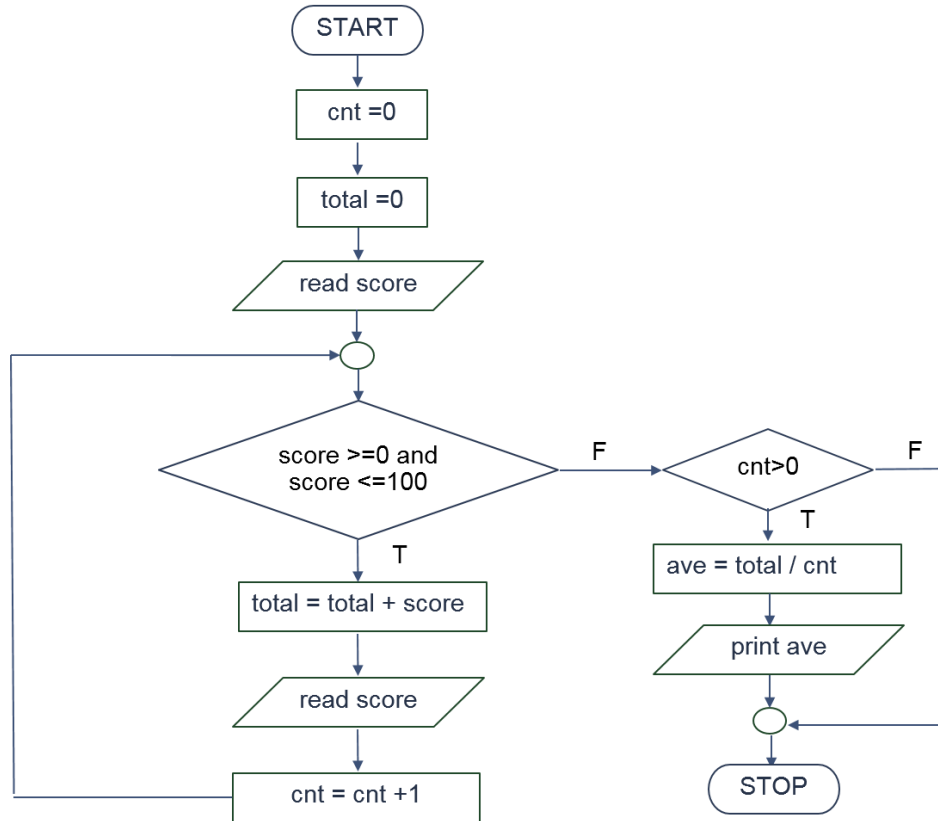 START
cnt =0
total =0
read score
score >=0 and
score <=100
F
cnt>0
F
T
T
ave = total / cnt
total = total + score
print ave
read score
cnt = cnt +1
STOP